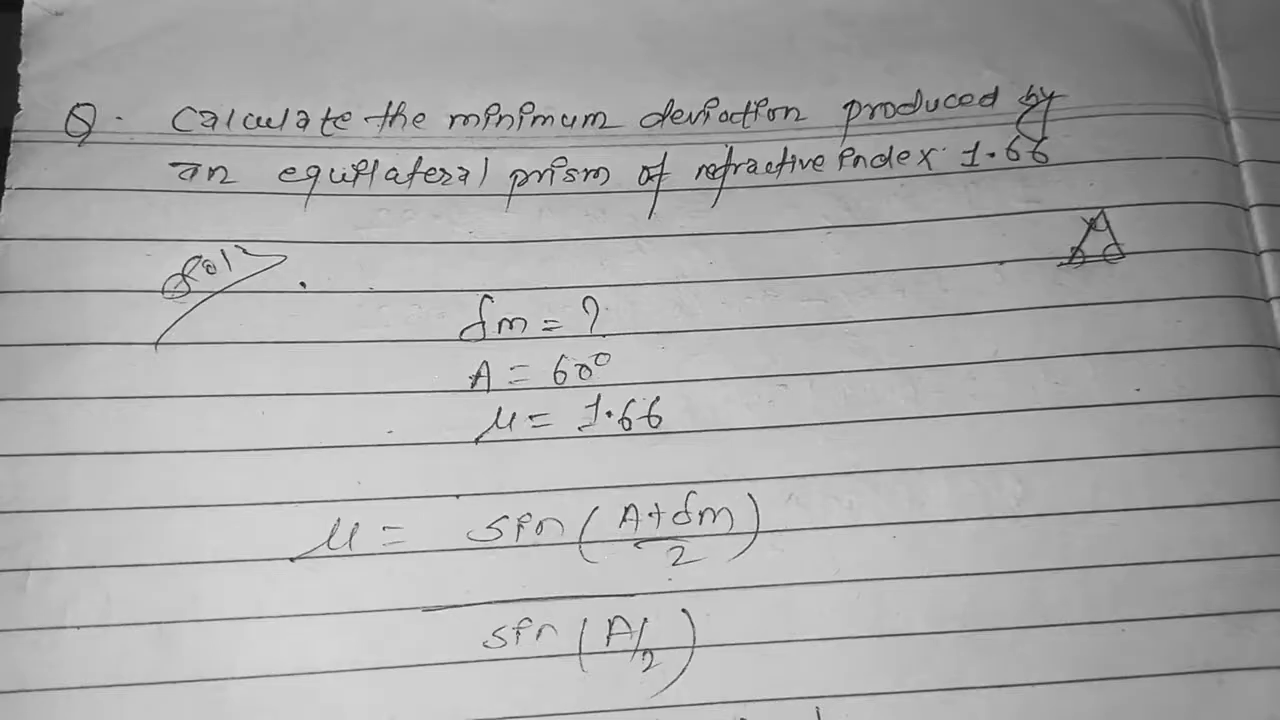 Q. Calculate the minimum deviation produced by
an equilateral prism of refractive index 1.66
Soln
δm = ?
A = 60°
μ = 1.66
μ = sin(A+δm/2)
sin(A/2)